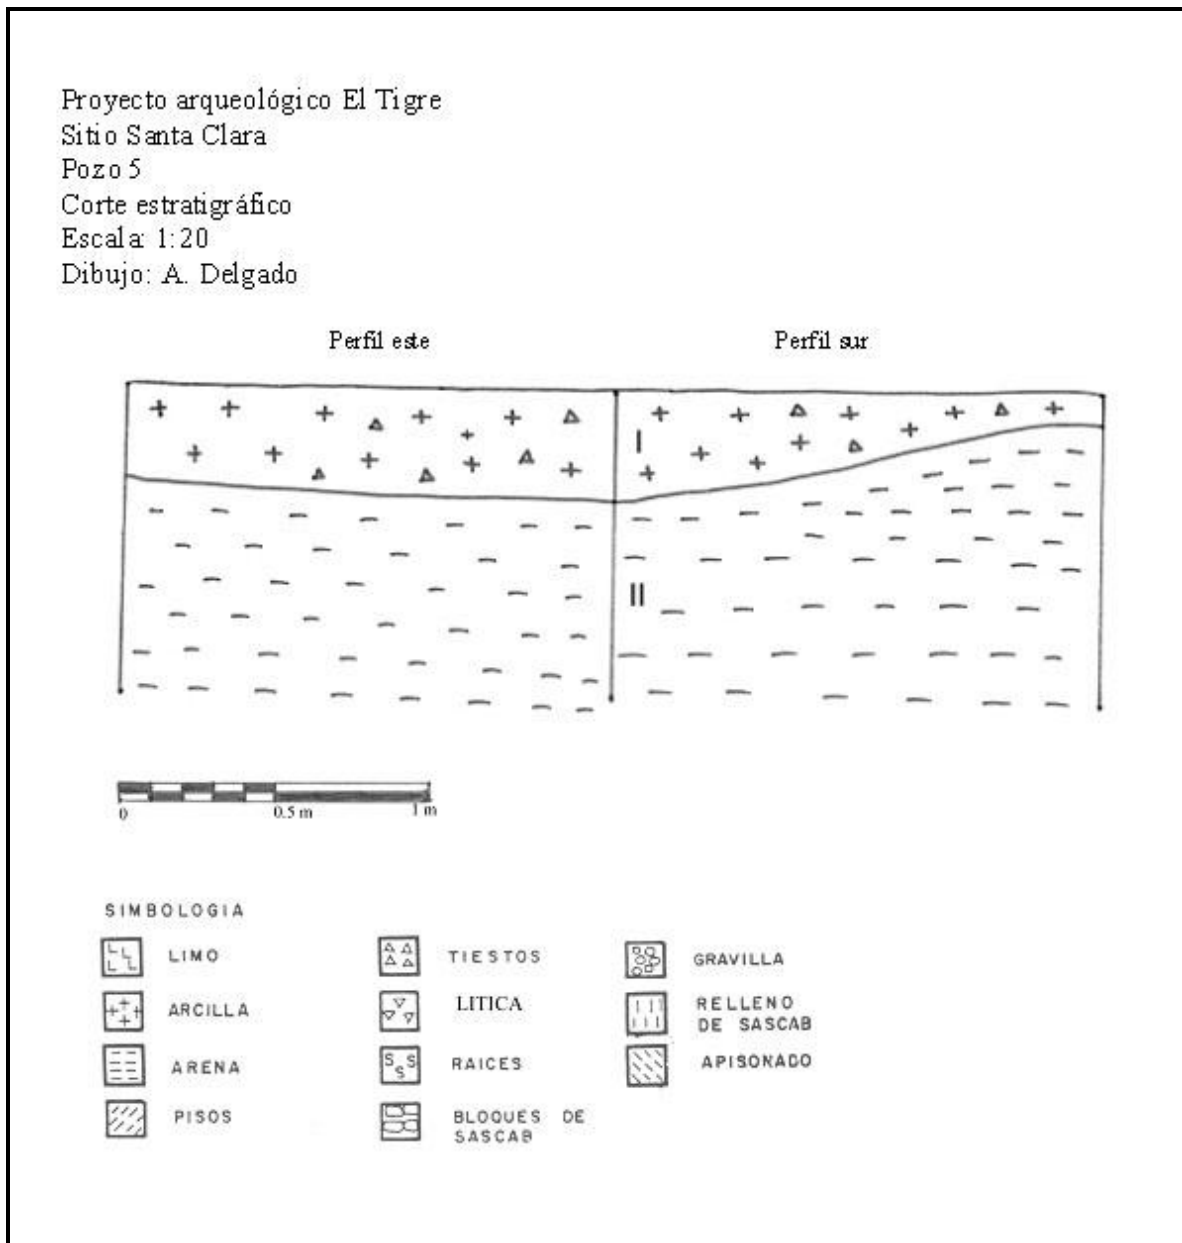 Proyecto arqueológico El Tigre
Sitio Santa Clara
Pozo 5
Corte estratigráfico
Escala: 1:20
Dibujo: A. Delgado
Perfil este
Perfil sur
I
II
0
0.5 m
1 m
SIMBOLOGIA
LIMO
ARCILLA
ARENA
PISOS
TIESTOS
LITICA
RAICES
BLOQUES DE
SASCAB
GRAVILLA
RELLENO
DE SASCAB
APISONADO